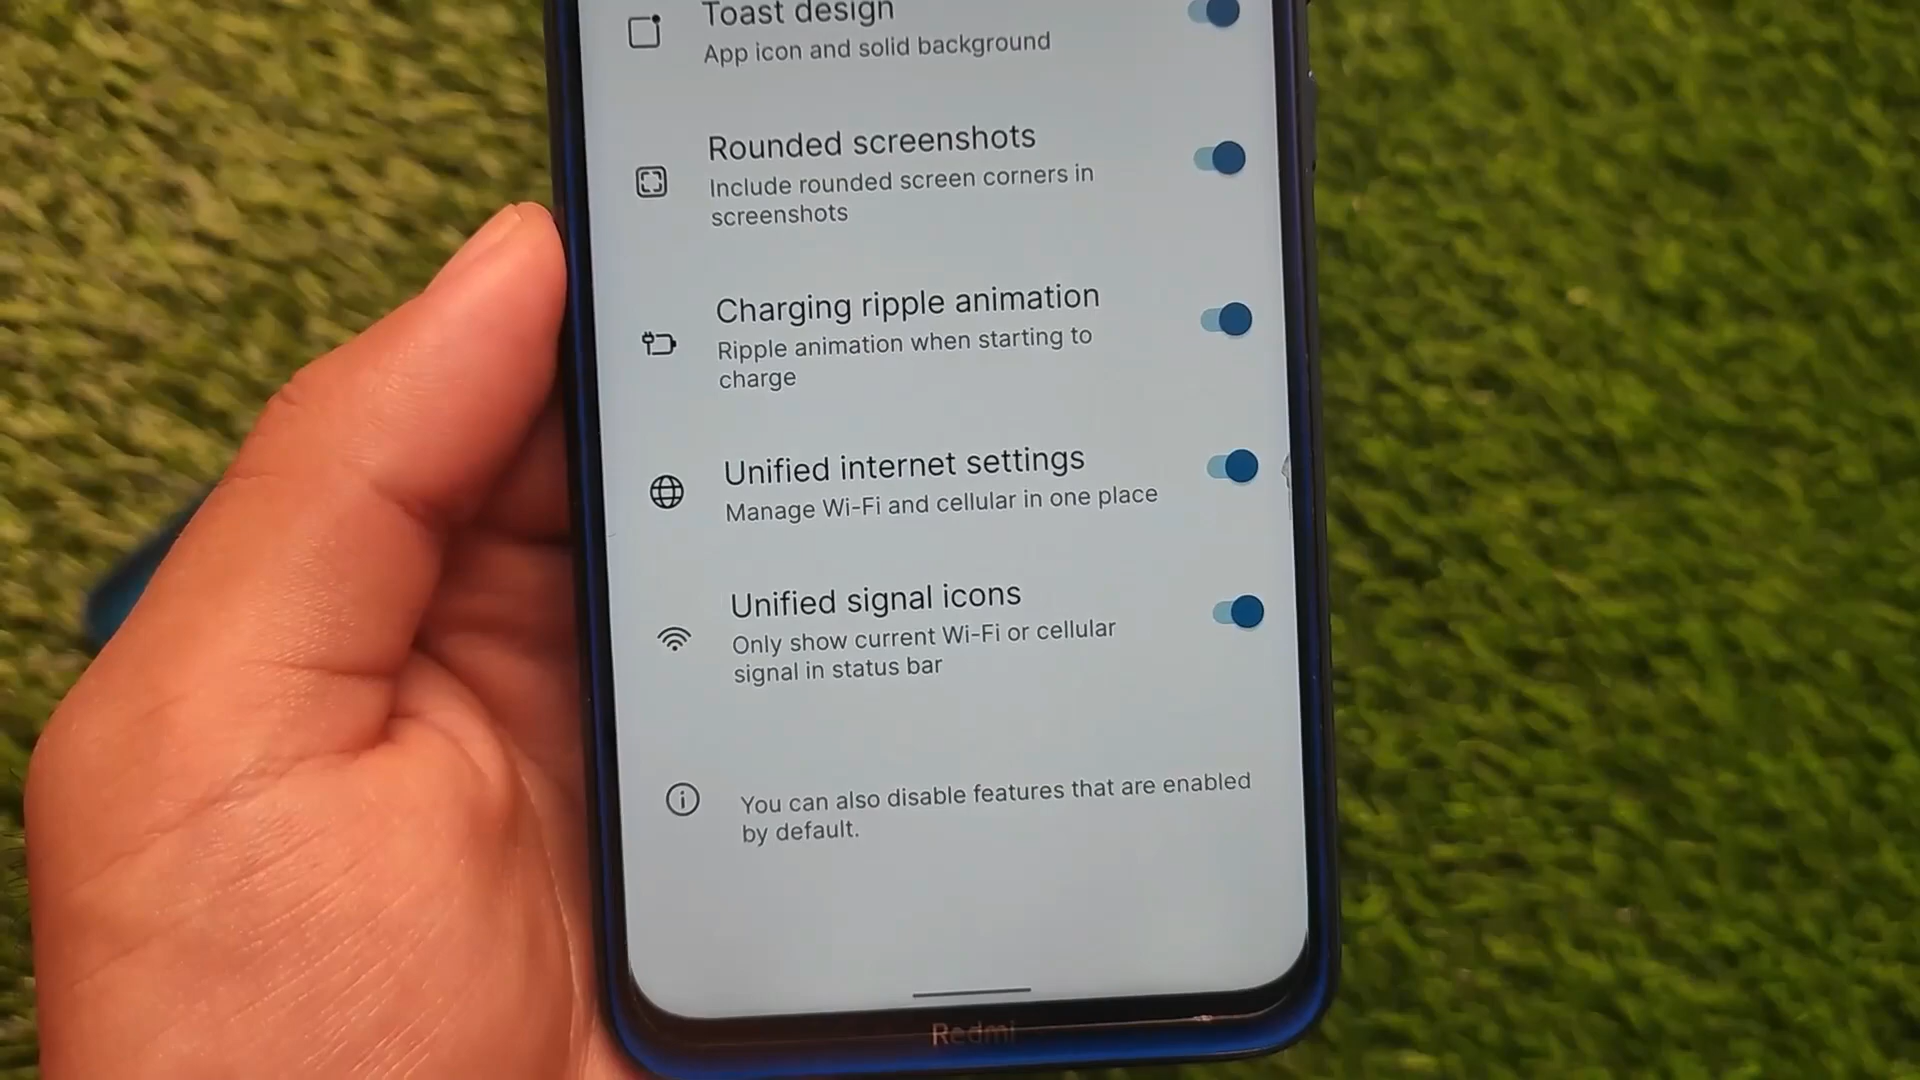 Toast design
App icon and solid background
Rounded screenshots
Include rounded screen corners in
screenshots
Charging ripple animation
Ripple animation when starting to
charge
Unified internet settings
Manage Wi-Fi and cellular in one place
Unified signal icons
Only show current Wi-Fi or cellular
signal in status bar
You can also disable features that are enabled
by default.
Redmi